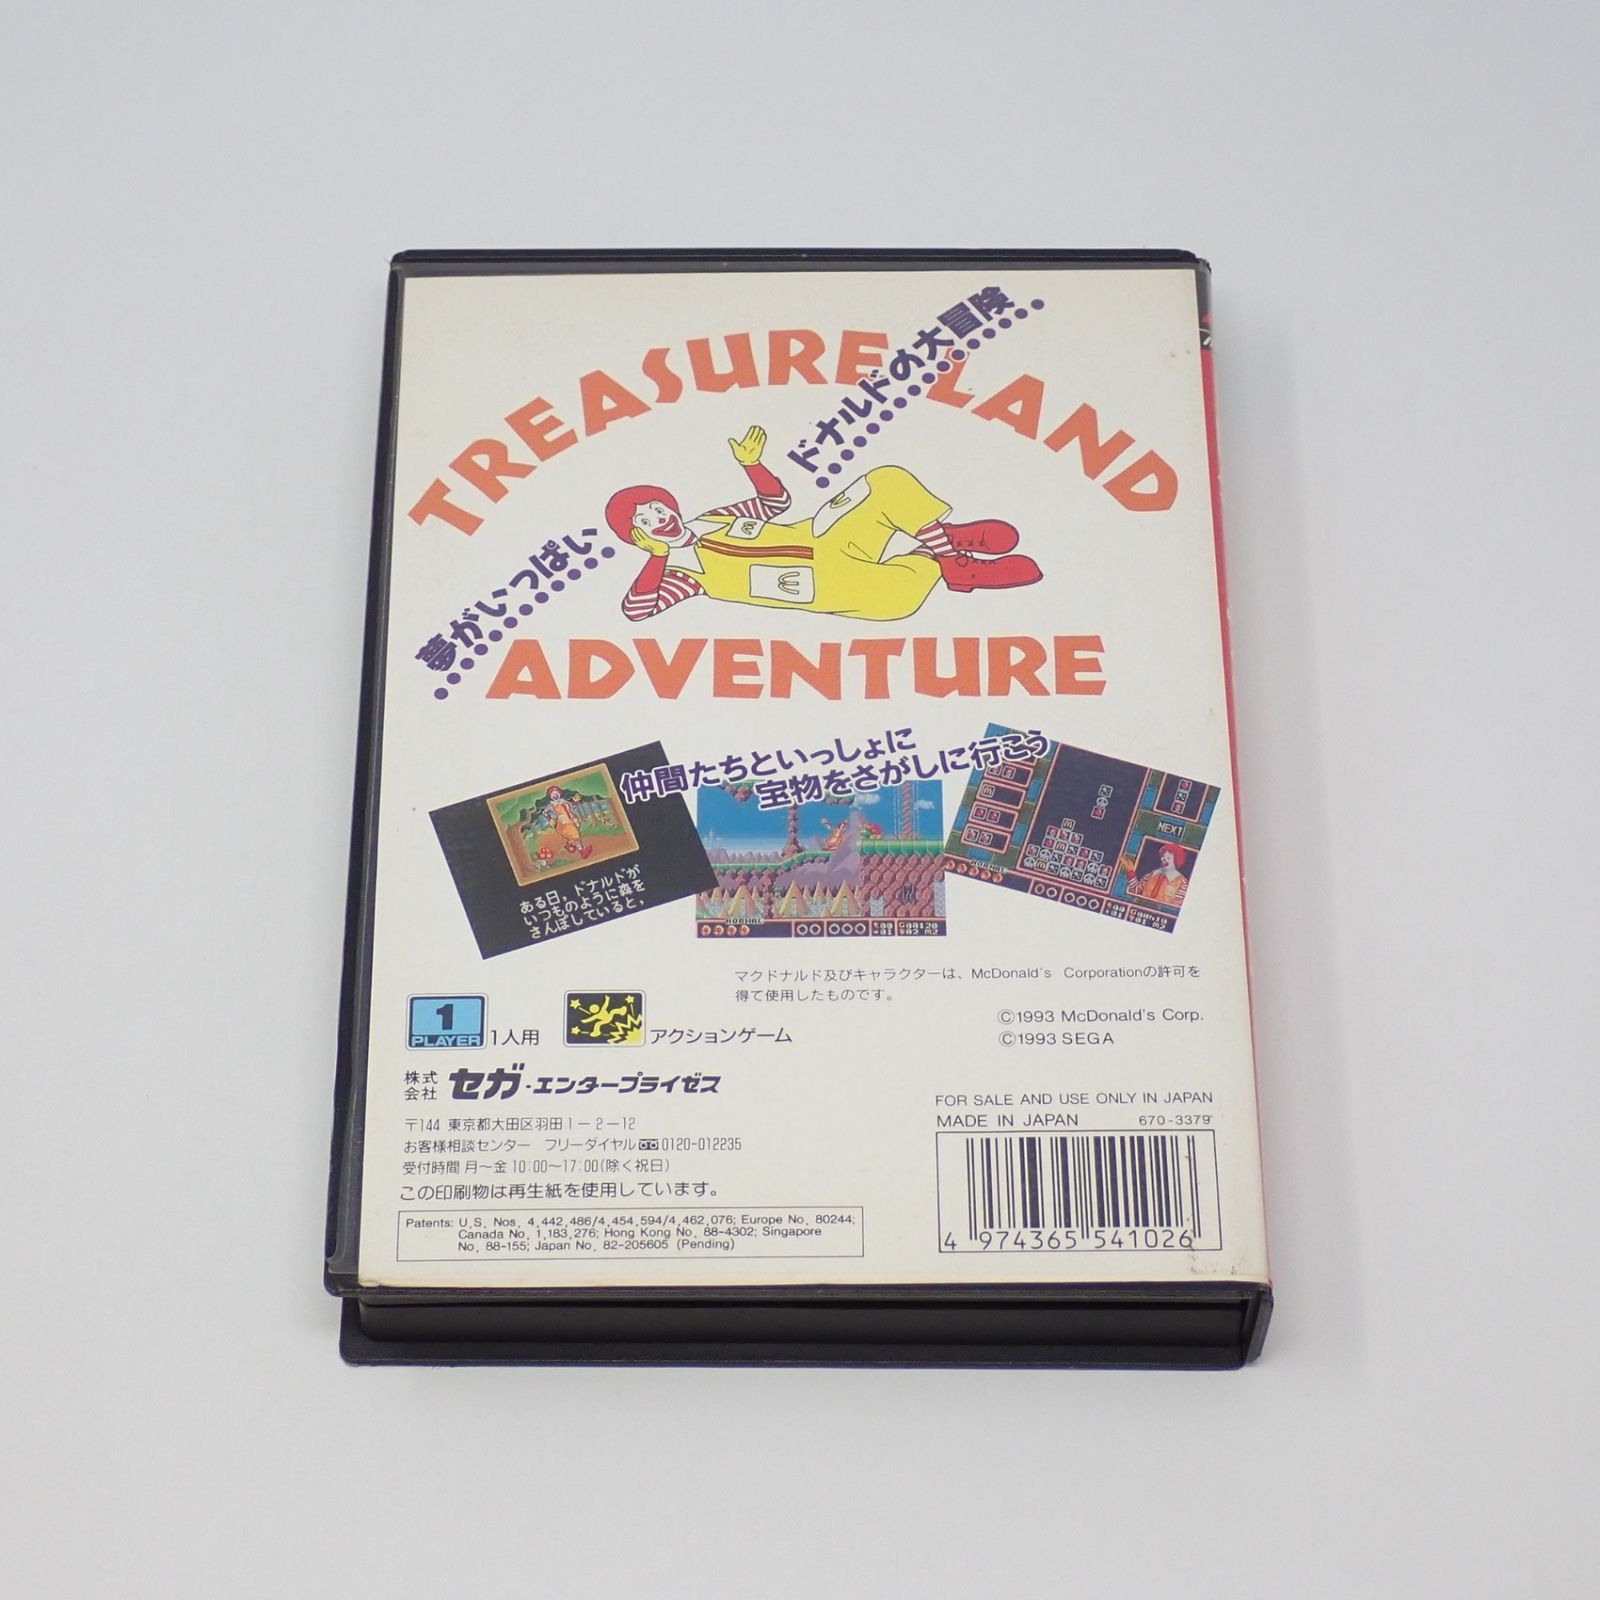 TREASURE LAND
ドナルドの大冒険
夢がいっぱい
ADVENTURE
仲間たちといっしょに
宝物をさがしに行こう
ある日，ドナルドが
いつものように森を
さんぽしていると，
NORMAL
NEXT
NORMAL
マクドナルド及びキャラクターは、McDonald's Corporationの許可を
得て使用したものです。
©1993 McDonald's Corp.
©1993 SEGA
1
PLAYER
1人用
アクションゲーム
株式
会社
セガ・エンタープライゼス
〒144 東京都大田区羽田1－2－12
お客様相談センター フリーダイヤル 0120-012235
受付時間 月～金 10:00～17:00(除く祝日)
この印刷物は再生紙を使用しています。
Patents: U.S. Nos. 4,442,486/4,454,594/4,462,076; Europe No. 80244;
Canada No. 1,183,276; Hong Kong No. 88-4302; Singapore
No. 88-155; Japan No. 82-205605 (Pending)
FOR SALE AND USE ONLY IN JAPAN
MADE IN JAPAN 670-3379
4 974365 541026